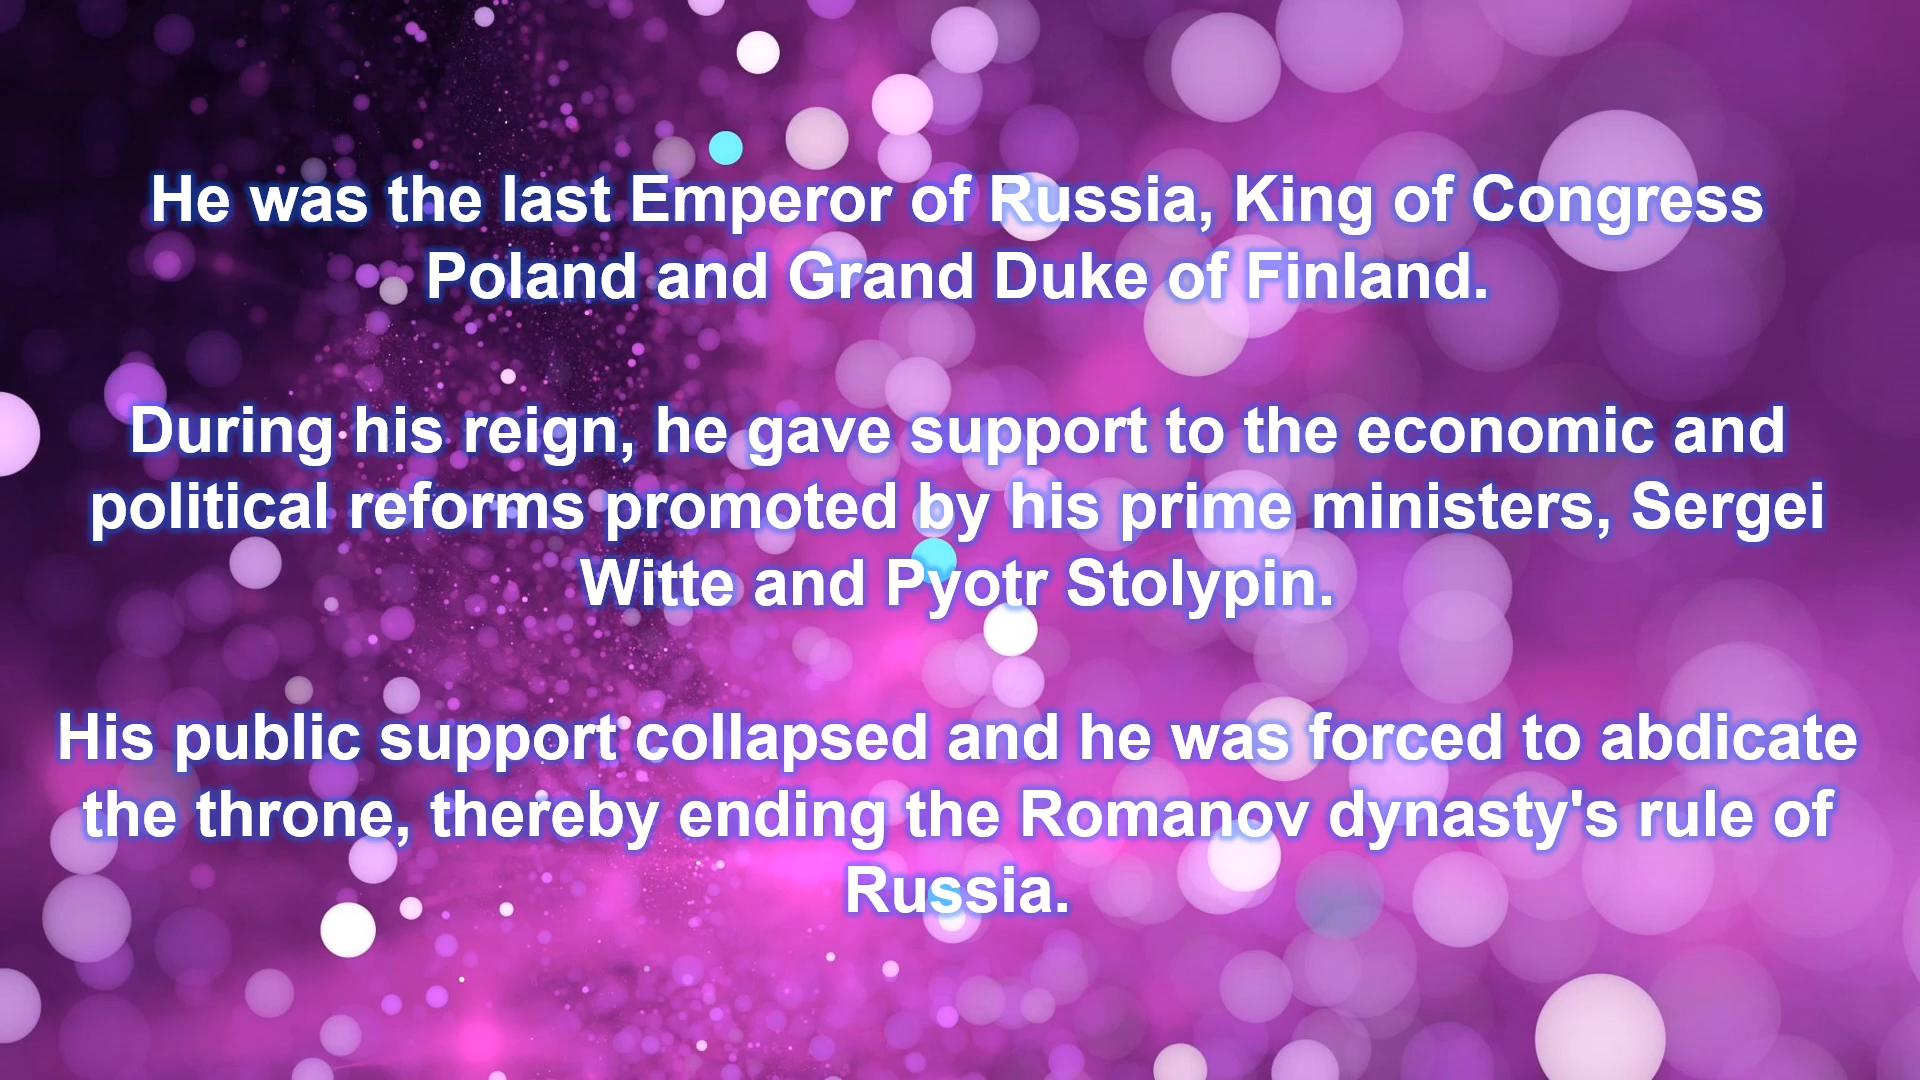 He was the last Emperor of Russia, King of Congress
Poland and Grand Duke of Finland.
During his reign, he gave support to the economic and
political reforms promoted by his prime ministers, Sergei
Witte and Pyotr Stolypin.
His public support collapsed and he was forced to abdicate
the throne, thereby ending the Romanov dynasty's rule of
Russia.